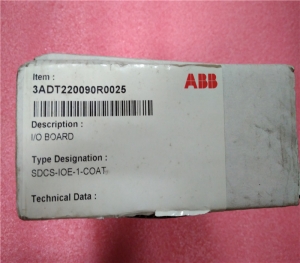 Item :
3ADT220090R0025
ABB
Description :
I/O BOARD
Type Designation :
SDCS-IOE-1-COAT
Technical Data :